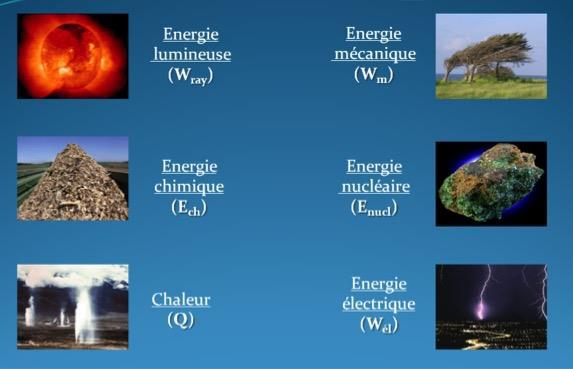 Energie
lumineuse
(Wray)
Energie
mécanique
(Wm)
Energie
chimique
(Ech)
Energie
nucléaire
(Enucl)
Chaleur
(Q)
Energie
électrique
(Wél)